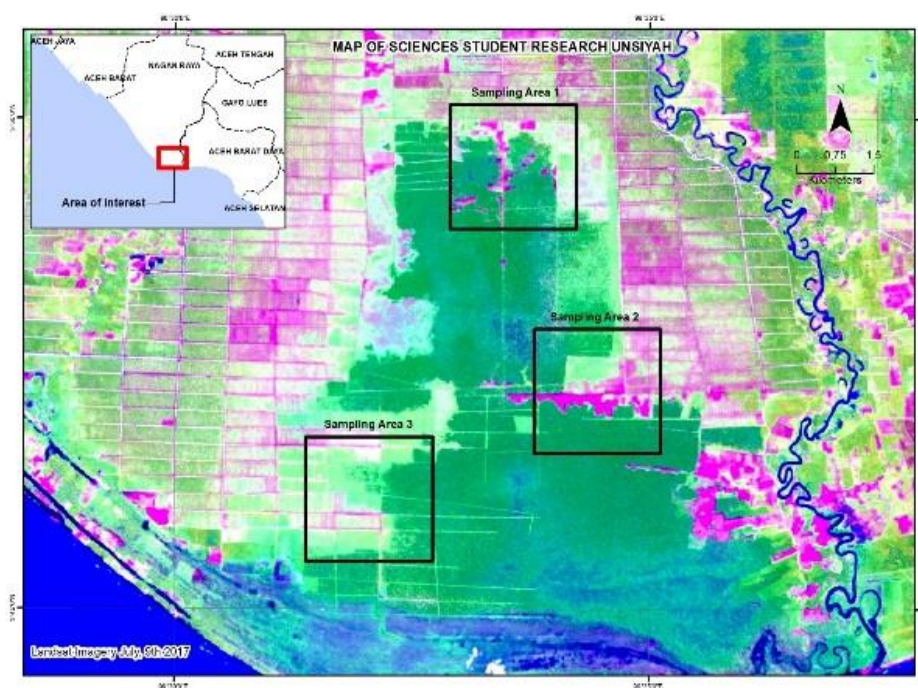 MAP OF SCIENCES STUDENT RESEARCH UNSIYAH
ACEH JAYA
ACEH TENGAH
NAGAN RAYA
ACEH BARAT
GAYO LUES
ACEH BARAT DAYA
Area of Interest
ACEH SELATAN
Sampling Area 1
N
0 0,75 1,5
Kilometers
Sampling Area 2
Sampling Area 3
Landsat Imagery July, 9th 2017